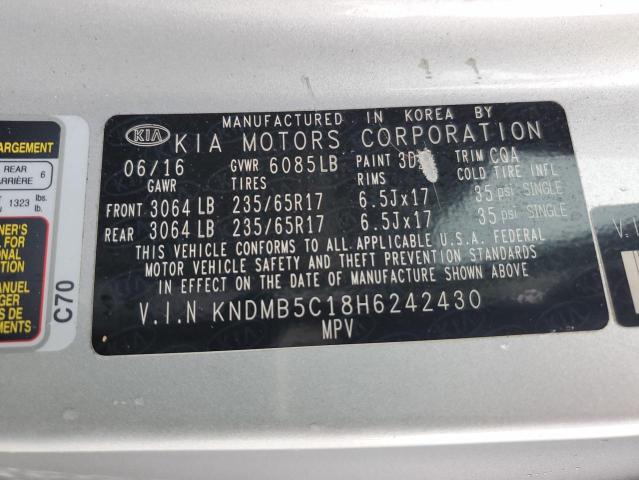 MANUFACTURED IN KOREA BY
KIA KIA MOTORS CORPORATION
06/16 GVWR 6085LB PAINT 3D TRIM CQA
GAWR TIRES RIMS COLD TIRE INFL
FRONT 3064 LB 235/65R17 6.5Jx17 35 psi SINGLE
REAR 3064 LB 235/65R17 6.5Jx17 35 psi SINGLE
THIS VEHICLE CONFORMS TO ALL APPLICABLE U.S.A. FEDERAL
MOTOR VEHICLE SAFETY AND THEFT PREVENTION STANDARDS
IN EFFECT ON THE DATE OF MANUFACTURE SHOWN ABOVE
V.I.N KNDMB5C18H6242430
MPV
REAR 6
1323 lbs.
C70
V.I